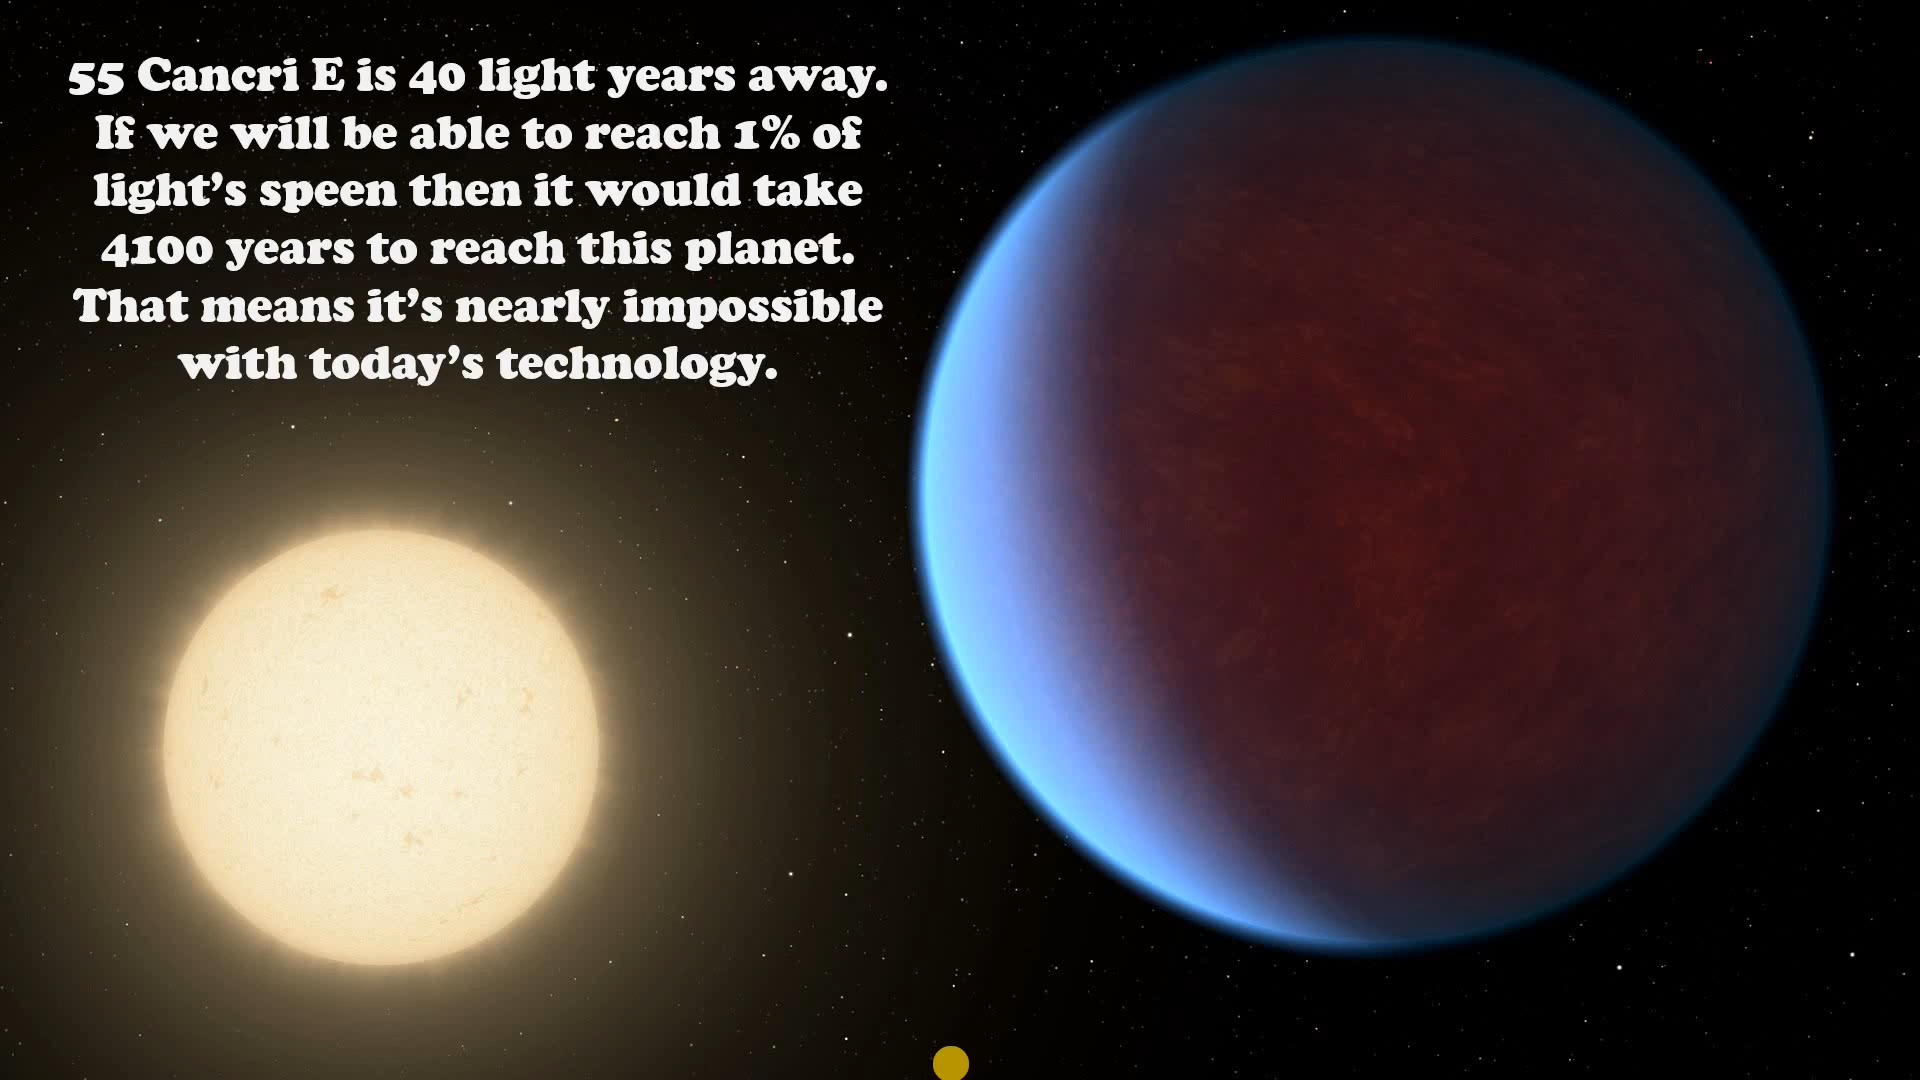 55 Cancri E is 40 light years away.
If we will be able to reach 1% of
light's speen then it would take
4100 years to reach this planet.
That means it's nearly impossible
with today's technology.